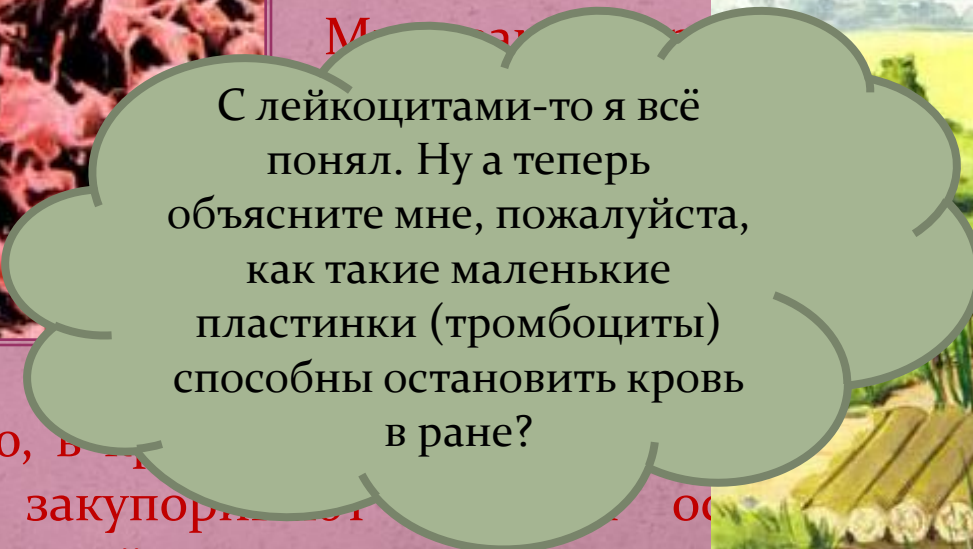 С лейкоцитами-то я всё
понял. Ну а теперь
объясните мне, пожалуйста,
как такие маленькие
пластинки (тромбоциты)
способны остановить кровь
в ране?